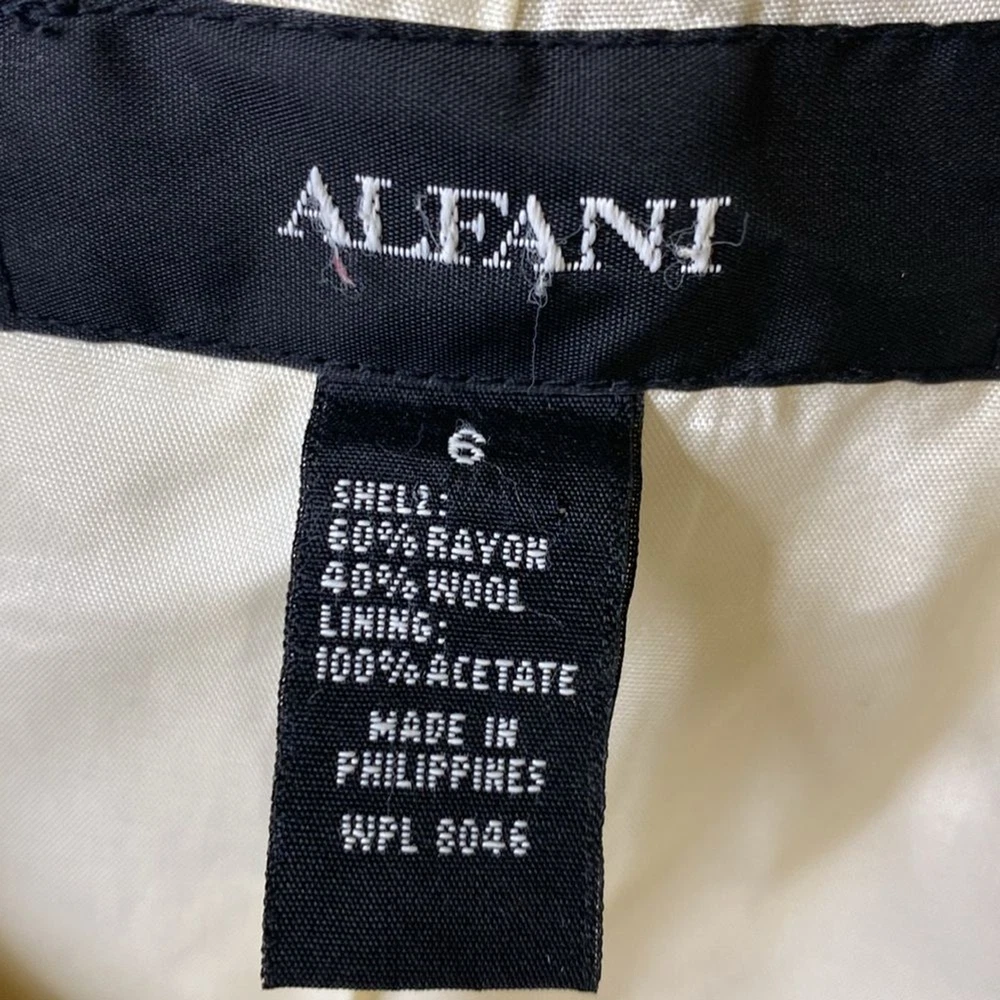 ALFANI
6
SHELL:
60% RAYON
40% WOOL
LINING:
100% ACETATE
MADE IN
PHILIPPINES
WPL 8046